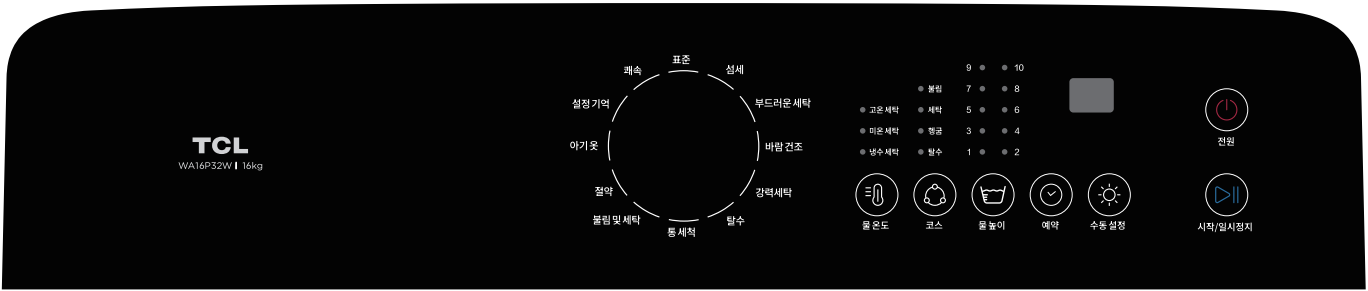 TCL
WA16P32W 16kg
표준
섬세
부드러운 세탁
바람 건조
강력세탁
탈수
통세척
불림 및 세탁
절약
아기 옷
설정 기억
쾌속
고온 세탁
미온 세탁
냉수 세탁
불림
세탁
헹굼
탈수
9 10
7 8
5 6
3 4
1 2
물 온도
코스
물 높이
예약
수동 설정
전원
시작/일시정지